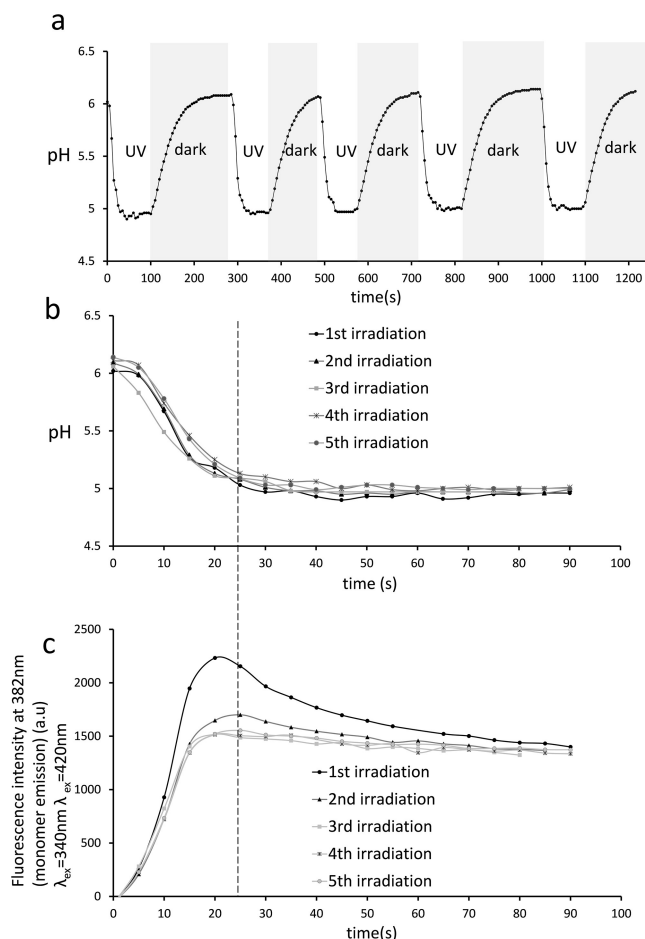 a
6.5
6
5.5
5
4.5
pH
UV
dark
UV
dark
UV
dark
UV
dark
UV
dark
0 100 200 300 400 500 600 700 800 900 1000 1100 1200
time(s)
b
6.5
6
5.5
5
4.5
pH
1st irradiation
2nd irradiation
3rd irradiation
4th irradiation
5th irradiation
0 10 20 30 40 50 60 70 80 90 100
time (s)
c
2500
2000
1500
1000
500
0
Fluorescence intensity at 382nm
(monomer emission) (a.u)
λex=340nm λex=420nm
1st irradiation
2nd irradiation
3rd irradiation
4th irradiation
5th irradiation
0 10 20 30 40 50 60 70 80 90 100
time(s)